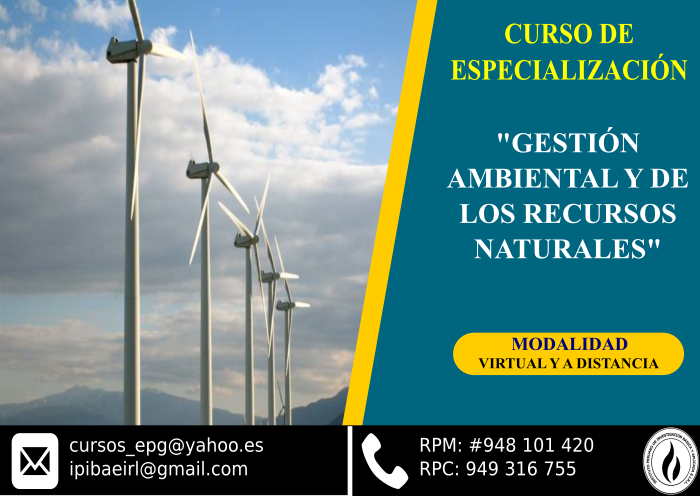 CURSO DE
ESPECIALIZACIÓN
"GESTIÓN
AMBIENTAL Y DE
LOS RECURSOS
NATURALES"
MODALIDAD
VIRTUAL Y A DISTANCIA
cursos_epg@yahoo.es
ipibaeirl@gmail.com
RPM: #948 101 420
RPC: 949 316 755